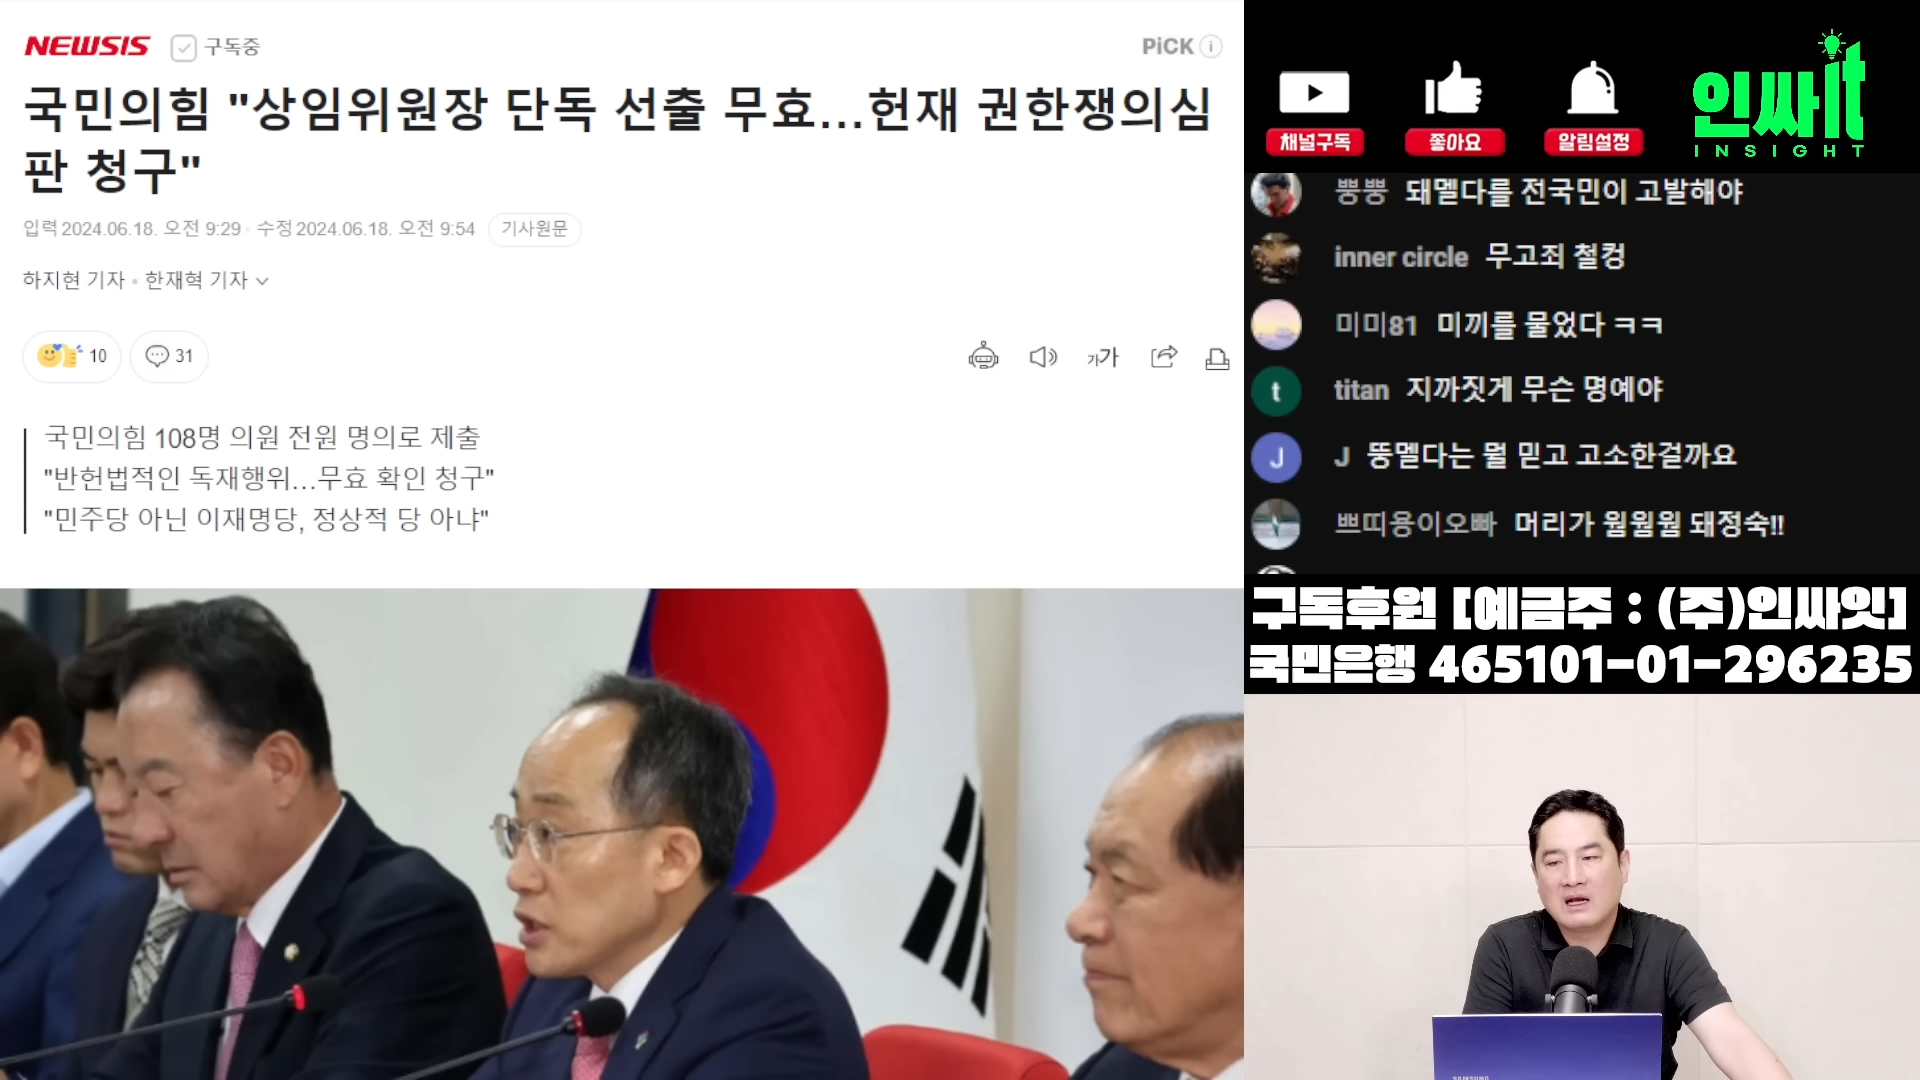 NEWSIS 구독중
PiCK
국민의힘 "상임위원장 단독 선출 무효…헌재 권한쟁의심
판 청구"
입력 2024.06.18. 오전 9:29 · 수정 2024.06.18. 오전 9:54 기사원문
하지현 기자 · 한재혁 기자
10 31
가가
국민의힘 108명 의원 전원 명의로 제출
"반헌법적인 독재행위…무효 확인 청구"
"민주당 아닌 이재명당, 정상적 당 아냐"
채널구독 좋아요 알림설정
인싸it
INSIGHT
뿡뿡 돼멜다를 전국민이 고발해야
inner circle 무고죄 철컹
미미81 미끼를 물었다 ㅋㅋ
t titan 지까짓게 무슨 명예야
J J 뚱멜다는 뭘 믿고 고소한걸까요
쁘띠용이오빠 머리가 월월월 돼정숙!!
구독후원 [예금주 : (주)인싸잇]
국민은행 465101-01-296235
SAMSUNG